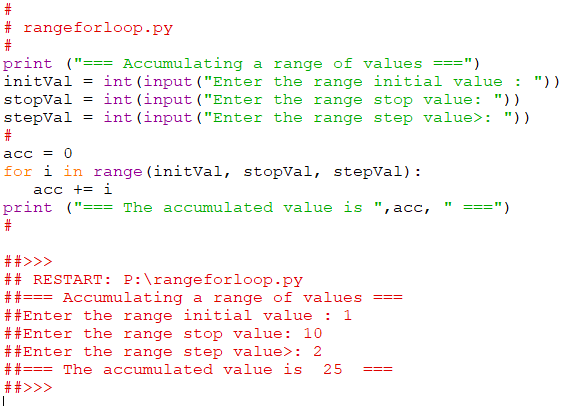 #
# rangeforloop.py
#
print ("=== Accumulating a range of values ===")
initVal = int(input("Enter the range initial value : "))
stopVal = int(input("Enter the range stop value: "))
stepVal = int(input("Enter the range step value>: "))
#
acc = 0
for i in range(initVal, stopVal, stepVal):
   acc += i
print ("=== The accumulated value is ",acc, " ===")
#
##>>>
## RESTART: P:\rangeforloop.py
##=== Accumulating a range of values ===
##Enter the range initial value : 1
##Enter the range stop value: 10
##Enter the range step value>: 2
##=== The accumulated value is  25  ===
##>>>